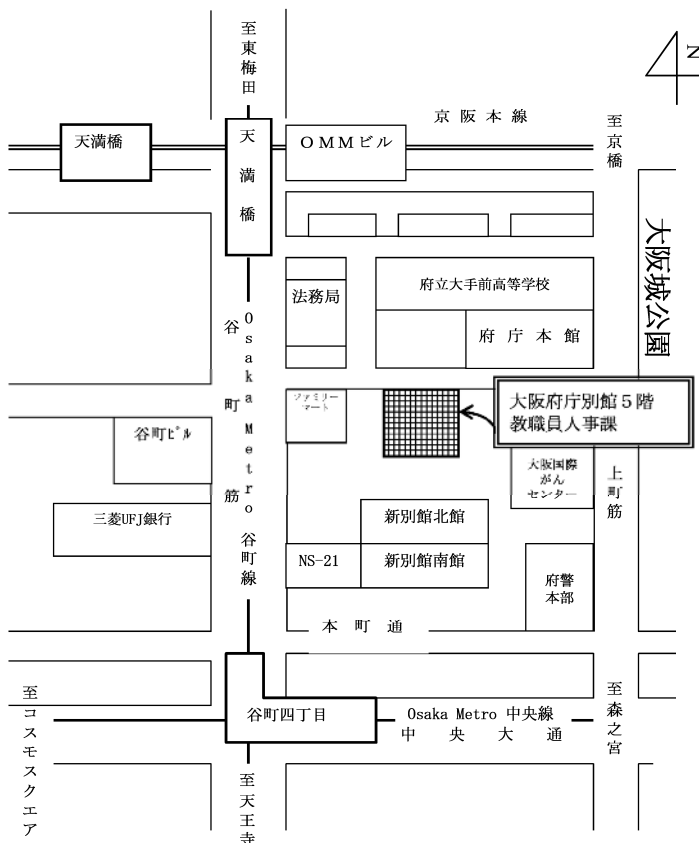 至東梅田
N
京阪本線
至京橋
天満橋
天満橋
OMMビル
大阪城公園
法務局
府立大手前高等学校
府庁本館
谷町筋
Osaka Metro 谷町線
ファミリー
マート
大阪府庁別館5階
教職員人事課
谷町ビル
大阪国際
がん
センター
上町筋
三菱UFJ銀行
新別館北館
NS-21
新別館南館
府警
本部
本町通
至コスモスクエア
谷町四丁目
Osaka Metro 中央線
中央大通
至森之宮
至天王寺